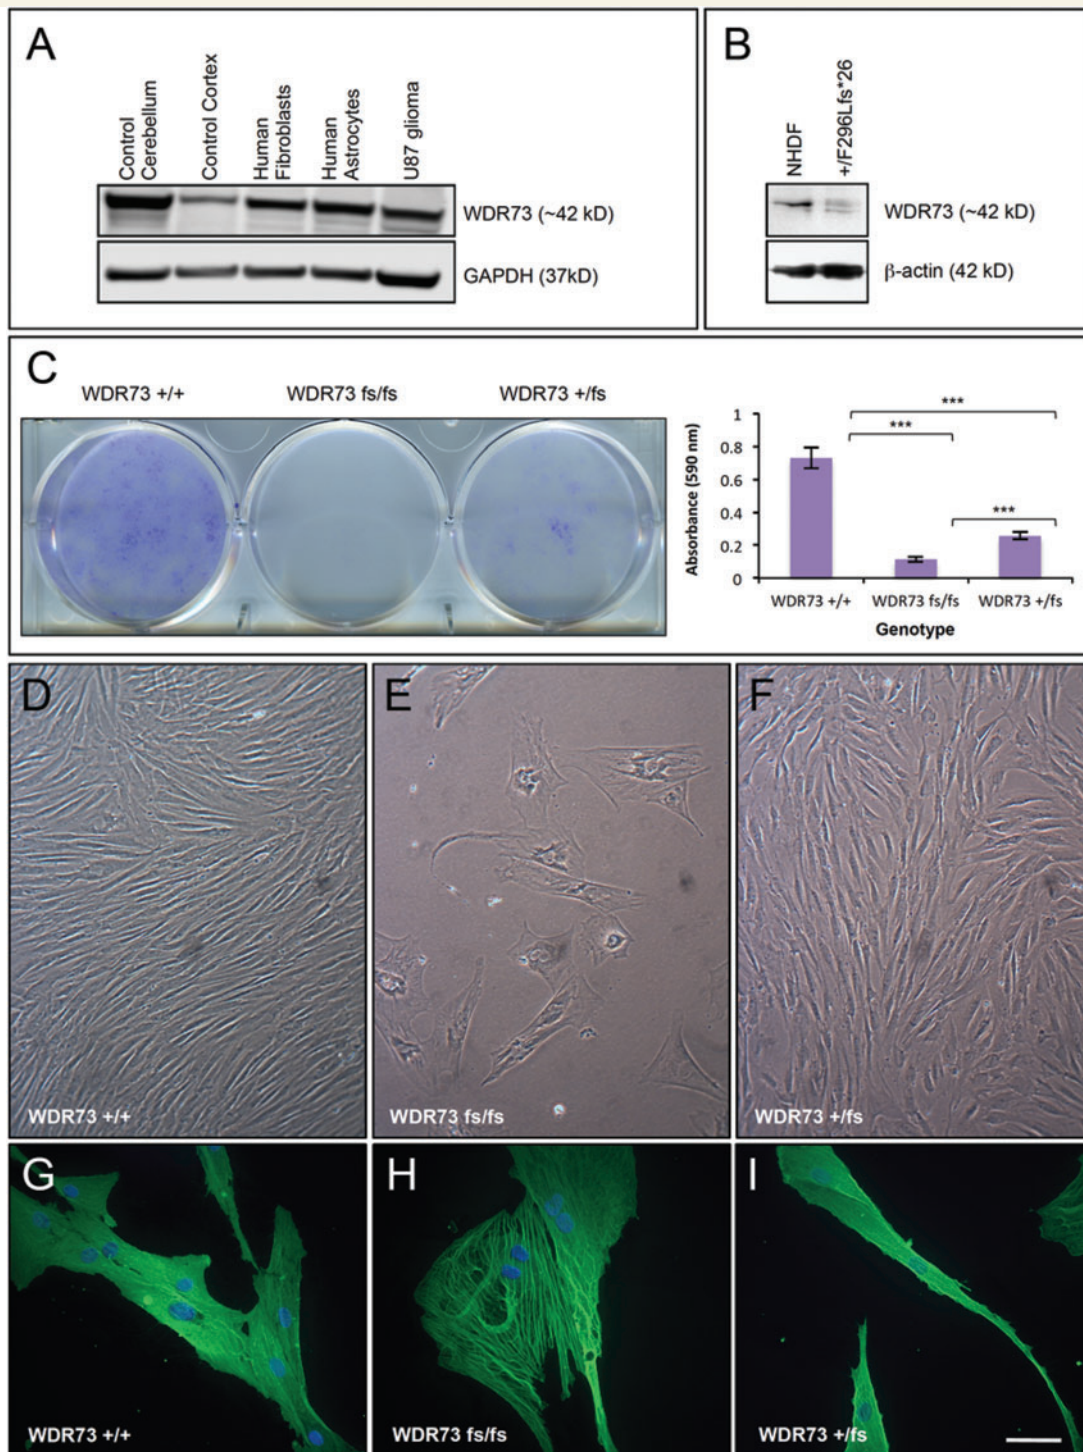 A
Control
Cerebellum
Control Cortex
Human
Fibroblasts
Human
Astrocytes
U87 glioma
WDR73 (~42 kD)
GAPDH (37kD)
B
NHDF
+/F296Lfs*26
WDR73 (~42 kD)
β-actin (42 kD)
C
WDR73 +/+
WDR73 fs/fs
WDR73 +/fs
Absorbance (590 nm)
1
0.8
0.6
0.4
0.2
0
***
***
***
WDR73 +/+
WDR73 fs/fs
WDR73 +/fs
Genotype
D
WDR73 +/+
E
WDR73 fs/fs
F
WDR73 +/fs
G
WDR73 +/+
H
WDR73 fs/fs
I
WDR73 +/fs